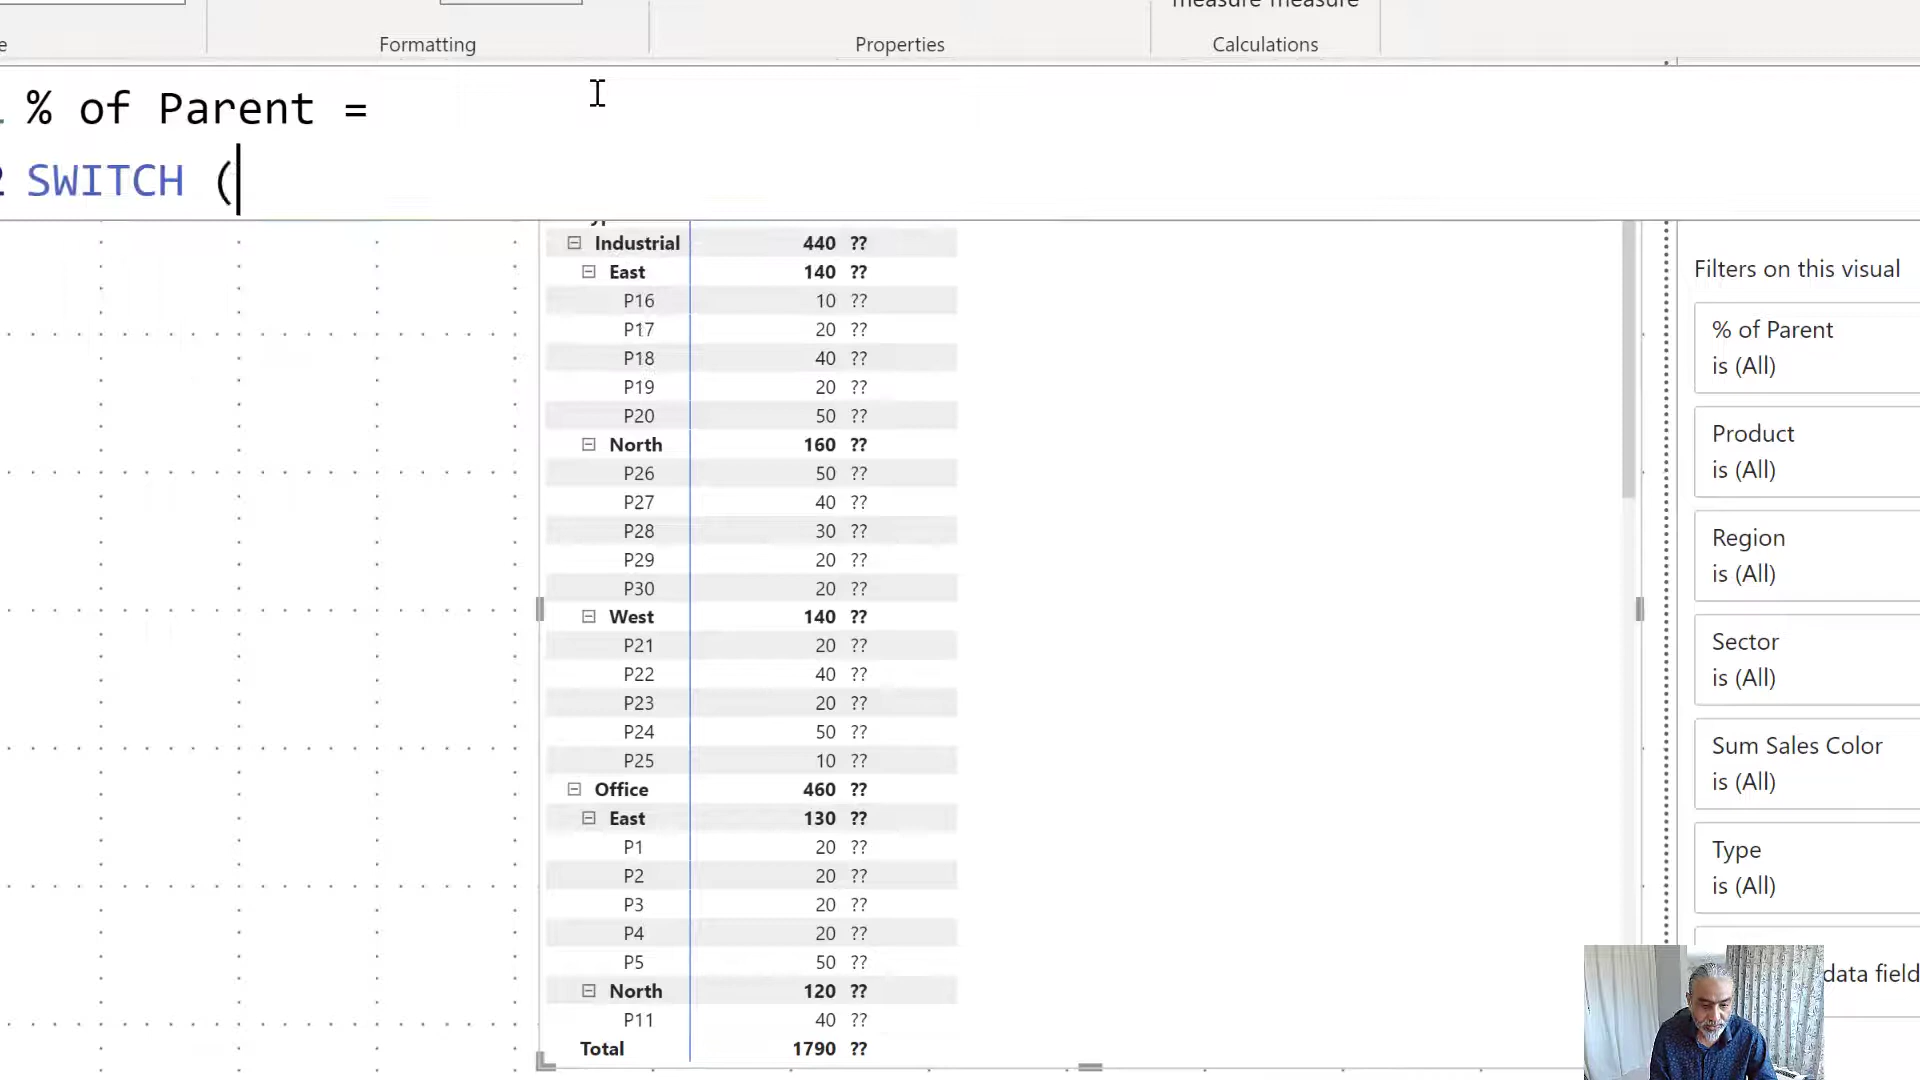 measure measure
e Formatting Properties Calculations
% of Parent =
2 SWITCH (
Industrial 440 ??
East 140 ??
P16 10 ??
P17 20 ??
P18 40 ??
P19 20 ??
P20 50 ??
North 160 ??
P26 50 ??
P27 40 ??
P28 30 ??
P29 20 ??
P30 20 ??
West 140 ??
P21 20 ??
P22 40 ??
P23 20 ??
P24 50 ??
P25 10 ??
Office 460 ??
East 130 ??
P1 20 ??
P2 20 ??
P3 20 ??
P4 20 ??
P5 50 ??
North 120 ??
P11 40 ??
Total 1790 ??
Filters on this visual
% of Parent
is (All)
Product
is (All)
Region
is (All)
Sector
is (All)
Sum Sales Color
is (All)
Type
is (All)
data field